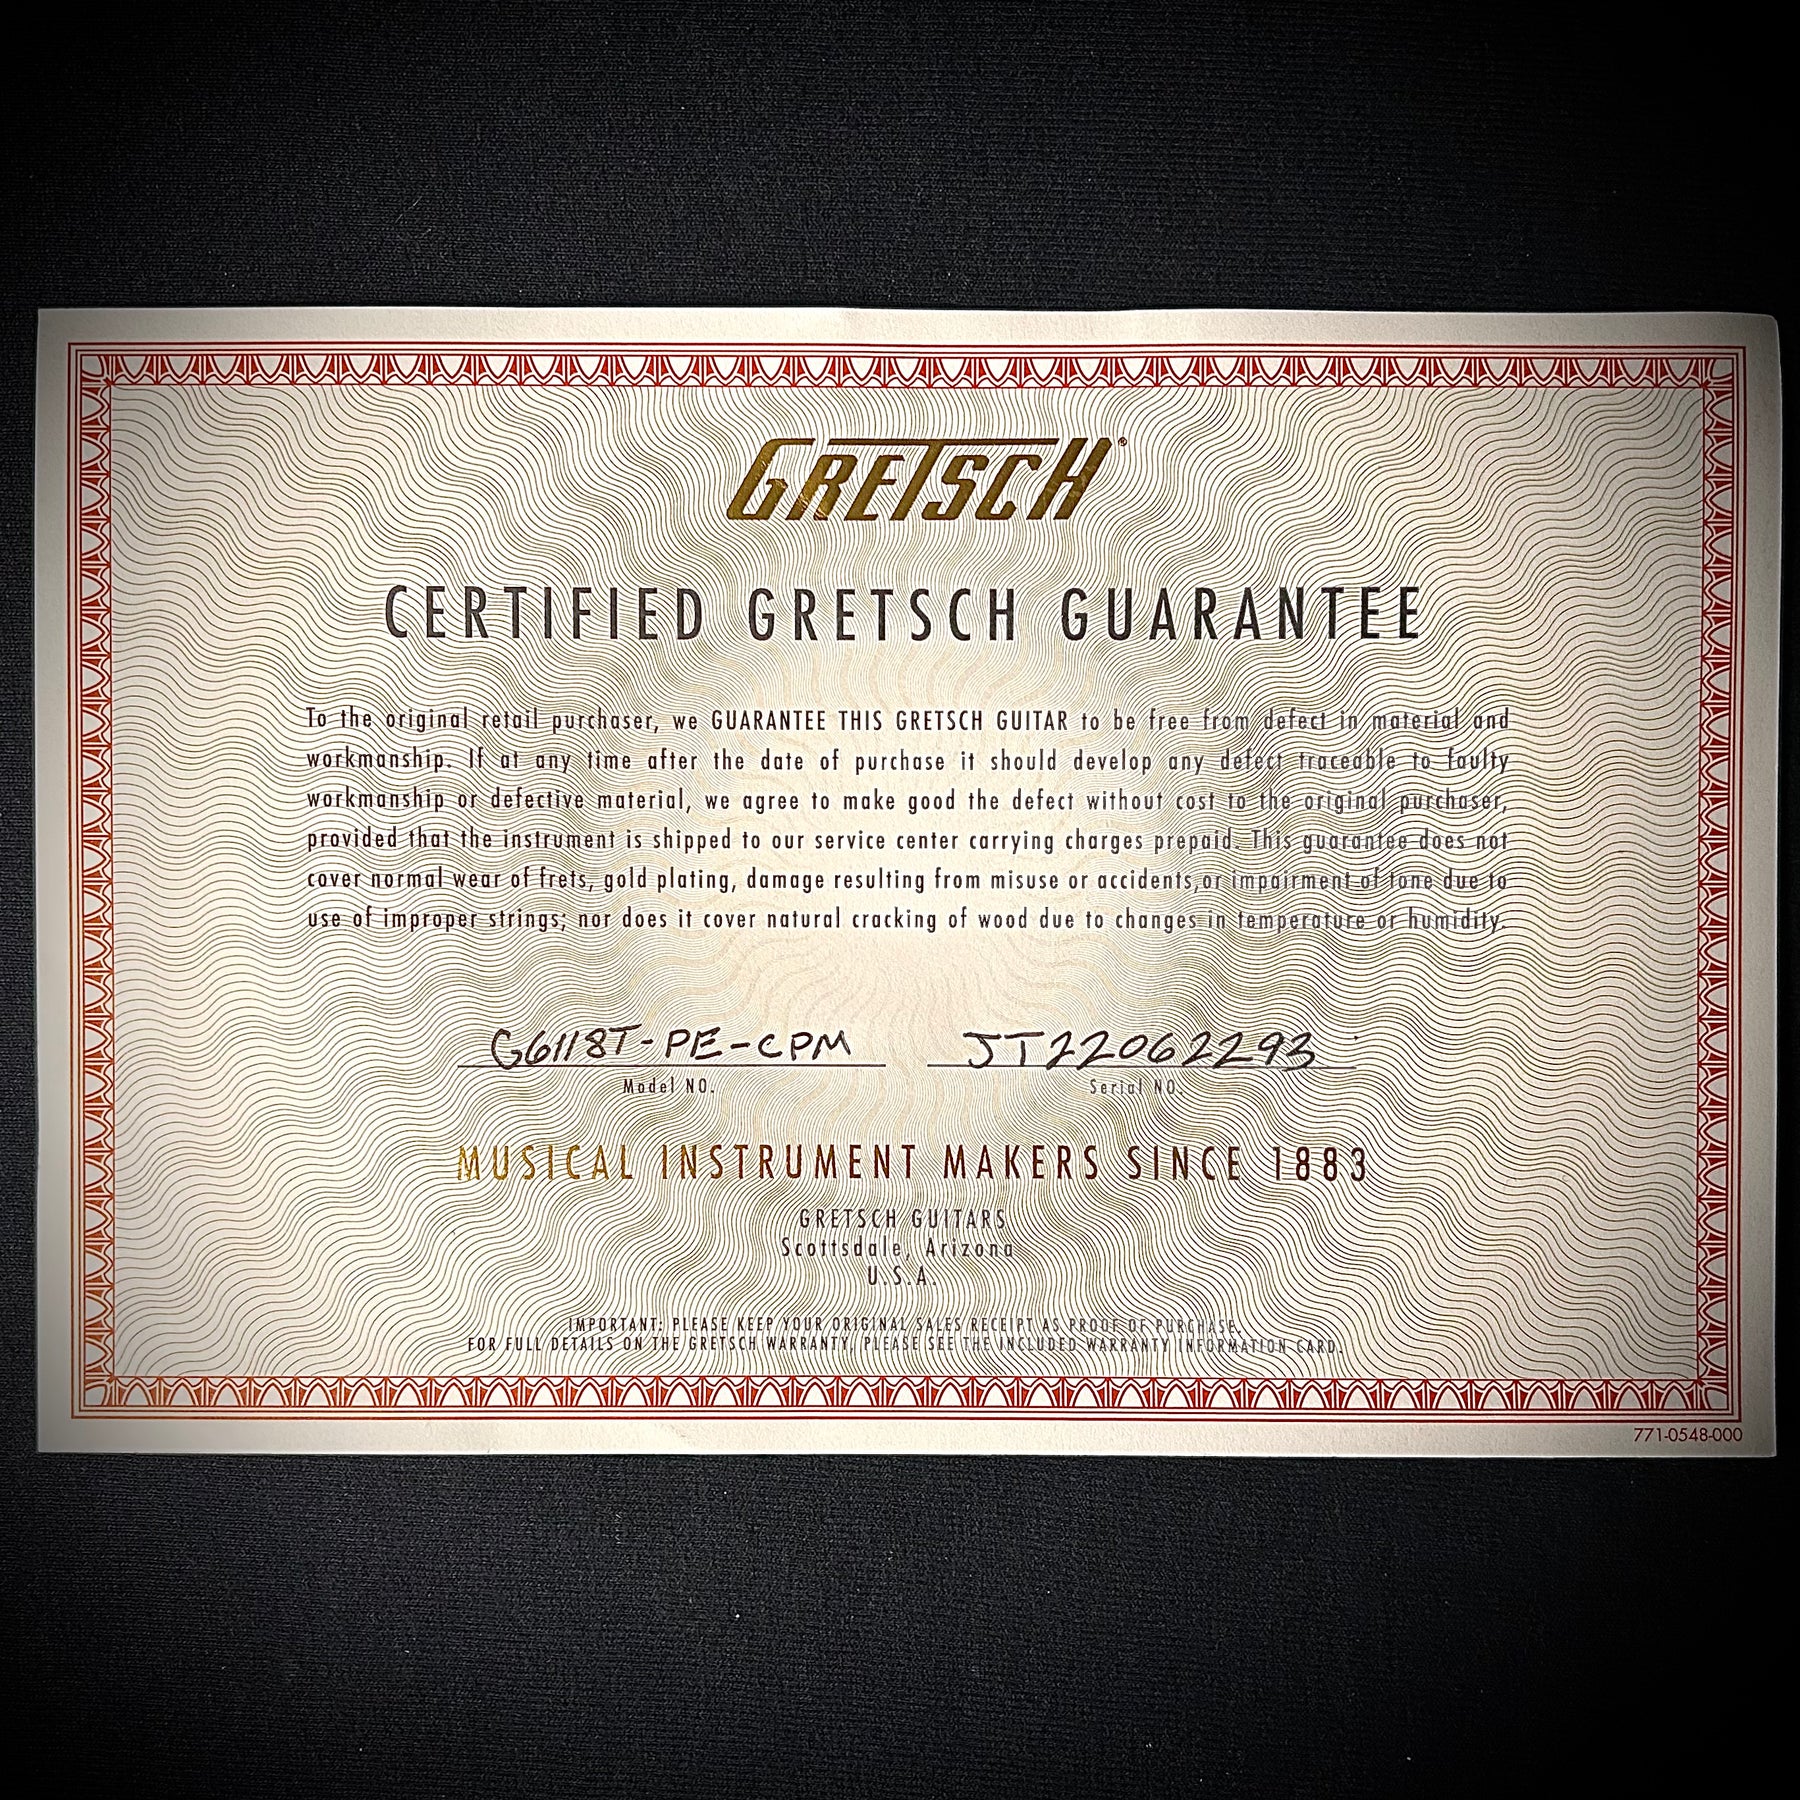 GRETSCH®
CERTIFIED GRETSCH GUARANTEE
To the original retail purchaser, we GUARANTEE THIS GRETSCH GUITAR to be free from defect in material and
workmanship. If at any time after the date of purchase it should develop any defect traceable to faulty
workmanship or defective material, we agree to make good the defect without cost to the original purchaser,
provided that the instrument is shipped to our service center carrying charges prepaid. This guarantee does not
cover normal wear of frets, gold plating, damage resulting from misuse or accidents, or impairment of tone due to
use of improper strings; nor does it cover natural cracking of wood due to changes in temperature or humidity.
G6118T-PE-CPM JT22062293
Model NO. Serial NO.
MUSICAL INSTRUMENT MAKERS SINCE 1883
GRETSCH GUITARS
Scottsdale, Arizona
U.S.A.
IMPORTANT: PLEASE KEEP YOUR ORIGINAL SALES RECEIPT AS PROOF OF PURCHASE.
FOR FULL DETAILS ON THE GRETSCH WARRANTY, PLEASE SEE THE INCLUDED WARRANTY INFORMATION CARD.
771-0548-000